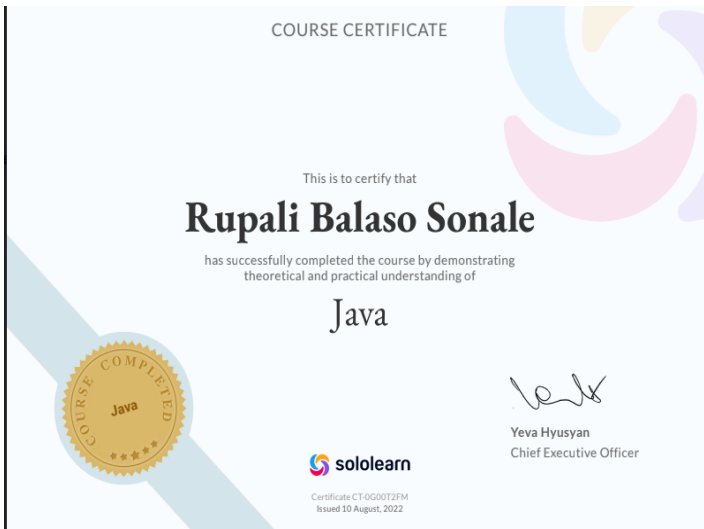 COURSE CERTIFICATE
This is to certify that
Rupali Balaso Sonale
has successfully completed the course by demonstrating
theoretical and practical understanding of
Java
COURSE COMPLETED
Java
Yeva Hyusyan
Chief Executive Officer
sololearn
Certificate CT-0G00T2FM
Issued 10 August, 2022